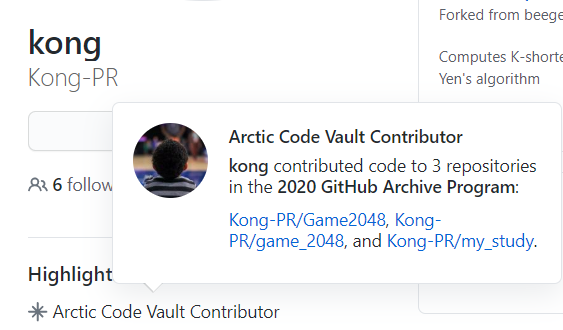 Forked from beege
kong
Computes K-shorte
Kong-PR
Yen's algorithm
Arctic Code Vault Contributor
kong contributed code to 3 repositories
in the 2020 GitHub Archive Program:
Kong-PR/Game2048, Kong-
PR/game_2048, and Kong-PR/my_study.
6 follow
Highlight
Arctic Code Vault Contributor